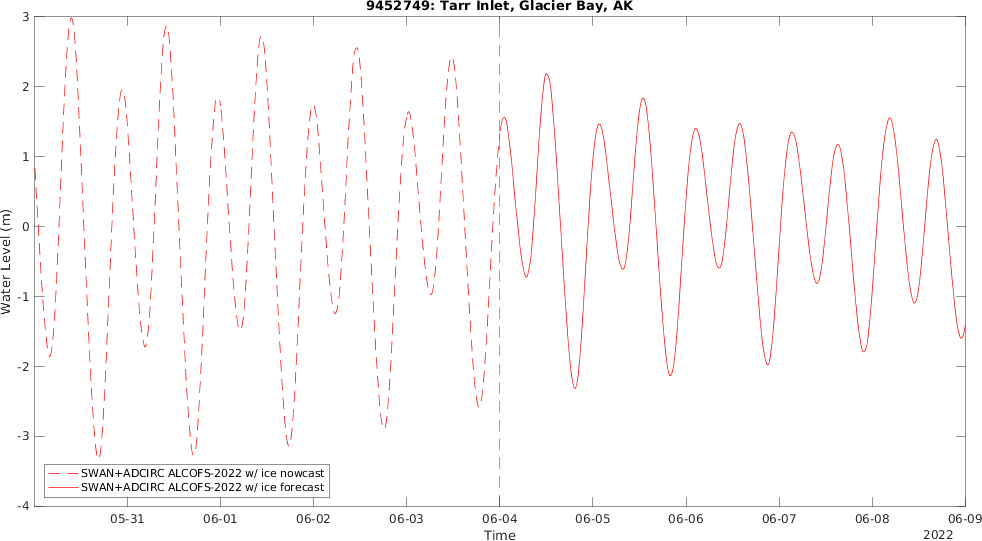 9452749: Tarr Inlet, Glacier Bay, AK
3
2
1
0
-1
-2
-3
-4
Water Level (m)
SWAN+ADCIRC ALCOFS-2022 w/ ice nowcast
SWAN+ADCIRC ALCOFS-2022 w/ ice forecast
05-31 06-01 06-02 06-03 06-04 06-05 06-06 06-07 06-08 06-09
Time
2022